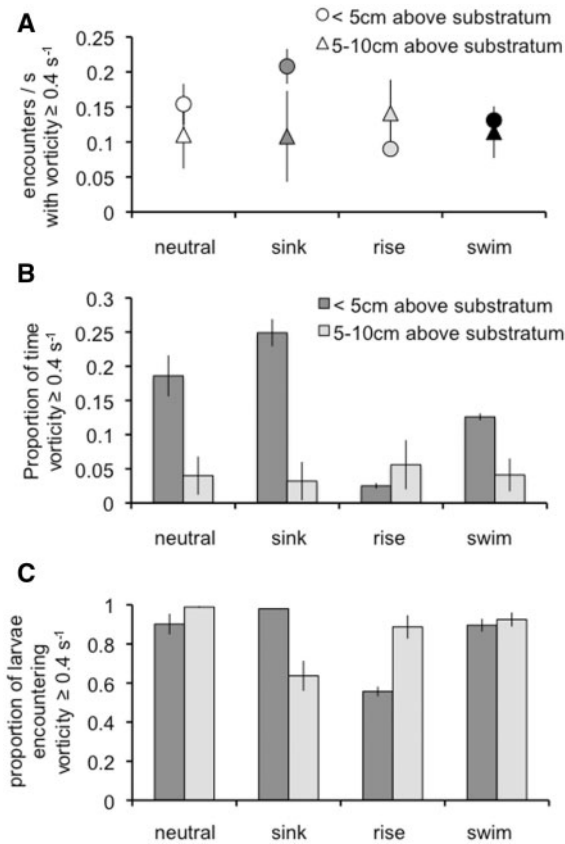 A
○ < 5cm above substratum
△ 5-10cm above substratum
encounters / s
with vorticity ≥ 0.4 s⁻¹
0.25
0.2
0.15
0.1
0.05
0
neutral sink rise swim
B
< 5cm above substratum
5-10cm above substratum
Proportion of time
vorticity ≥ 0.4 s⁻¹
0.3
0.25
0.2
0.15
0.1
0.05
0
neutral sink rise swim
C
proportion of larvae
encountering
vorticity ≥ 0.4 s⁻¹
1
0.8
0.6
0.4
0.2
0
neutral sink rise swim